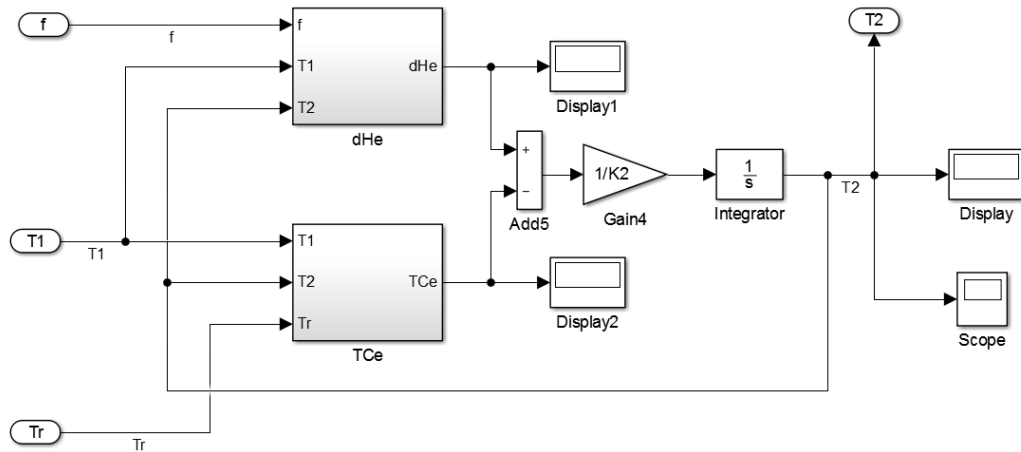 f
f
f
T1
T2
dHe
dHe
Display1
T2
+
−
Add5
1/K2
Gain4
1
s
Integrator
T2
Display
T1
T1
T1
T2
Tr
TCe
TCe
Display2
Scope
Tr
Tr